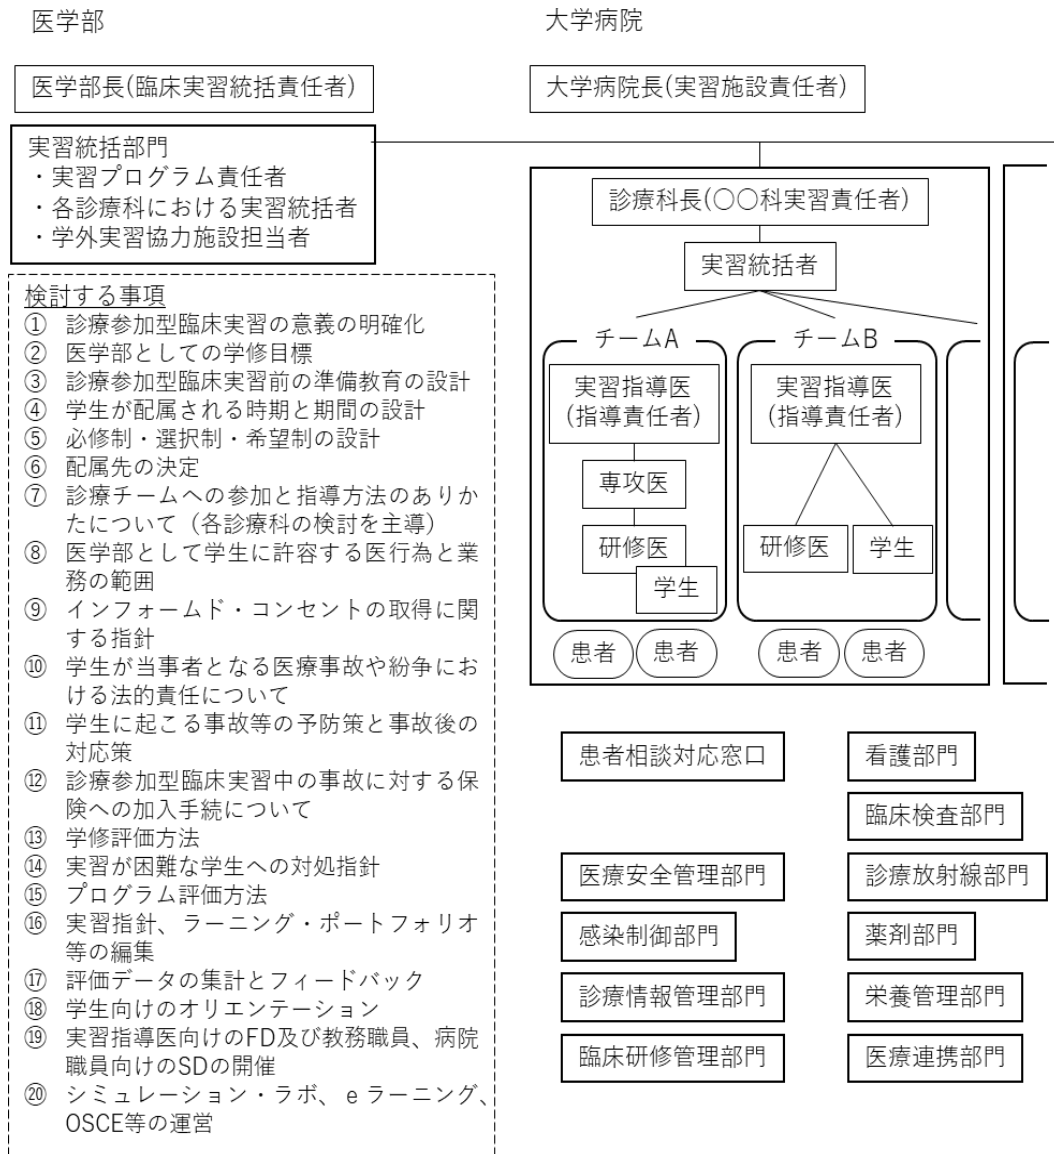 医学部
医学部長(臨床実習統括責任者)
実習統括部門
・実習プログラム責任者
・各診療科における実習統括者
・学外実習協力施設担当者
検討する事項
① 診療参加型臨床実習の意義の明確化
② 医学部としての学修目標
③ 診療参加型臨床実習前の準備教育の設計
④ 学生が配属される時期と期間の設計
⑤ 必修制・選択制・希望制の設計
⑥ 配属先の決定
⑦ 診療チームへの参加と指導方法のありか
たについて（各診療科の検討を主導）
⑧ 医学部として学生に許容する医行為と業
務の範囲
⑨ インフォームド・コンセントの取得に関
する指針
⑩ 学生が当事者となる医療事故や紛争にお
ける法的責任について
⑪ 学生に起こる事故等の予防策と事故後の
対応策
⑫ 診療参加型臨床実習中の事故に対する保
険への加入手続について
⑬ 学修評価方法
⑭ 実習が困難な学生への対処指針
⑮ プログラム評価方法
⑯ 実習指針、ラーニング・ポートフォリオ
等の編集
⑰ 評価データの集計とフィードバック
⑱ 学生向けのオリエンテーション
⑲ 実習指導医向けのFD及び教務職員、病院
職員向けのSDの開催
⑳ シミュレーション・ラボ、eラーニング、
OSCE等の運営
大学病院
大学病院長(実習施設責任者)
診療科長(〇〇科実習責任者)
実習統括者
チームA
実習指導医
(指導責任者)
専攻医
研修医
学生
患者
患者
チームB
実習指導医
(指導責任者)
研修医
学生
患者
患者
患者相談対応窓口
医療安全管理部門
感染制御部門
診療情報管理部門
臨床研修管理部門
看護部門
臨床検査部門
診療放射線部門
薬剤部門
栄養管理部門
医療連携部門